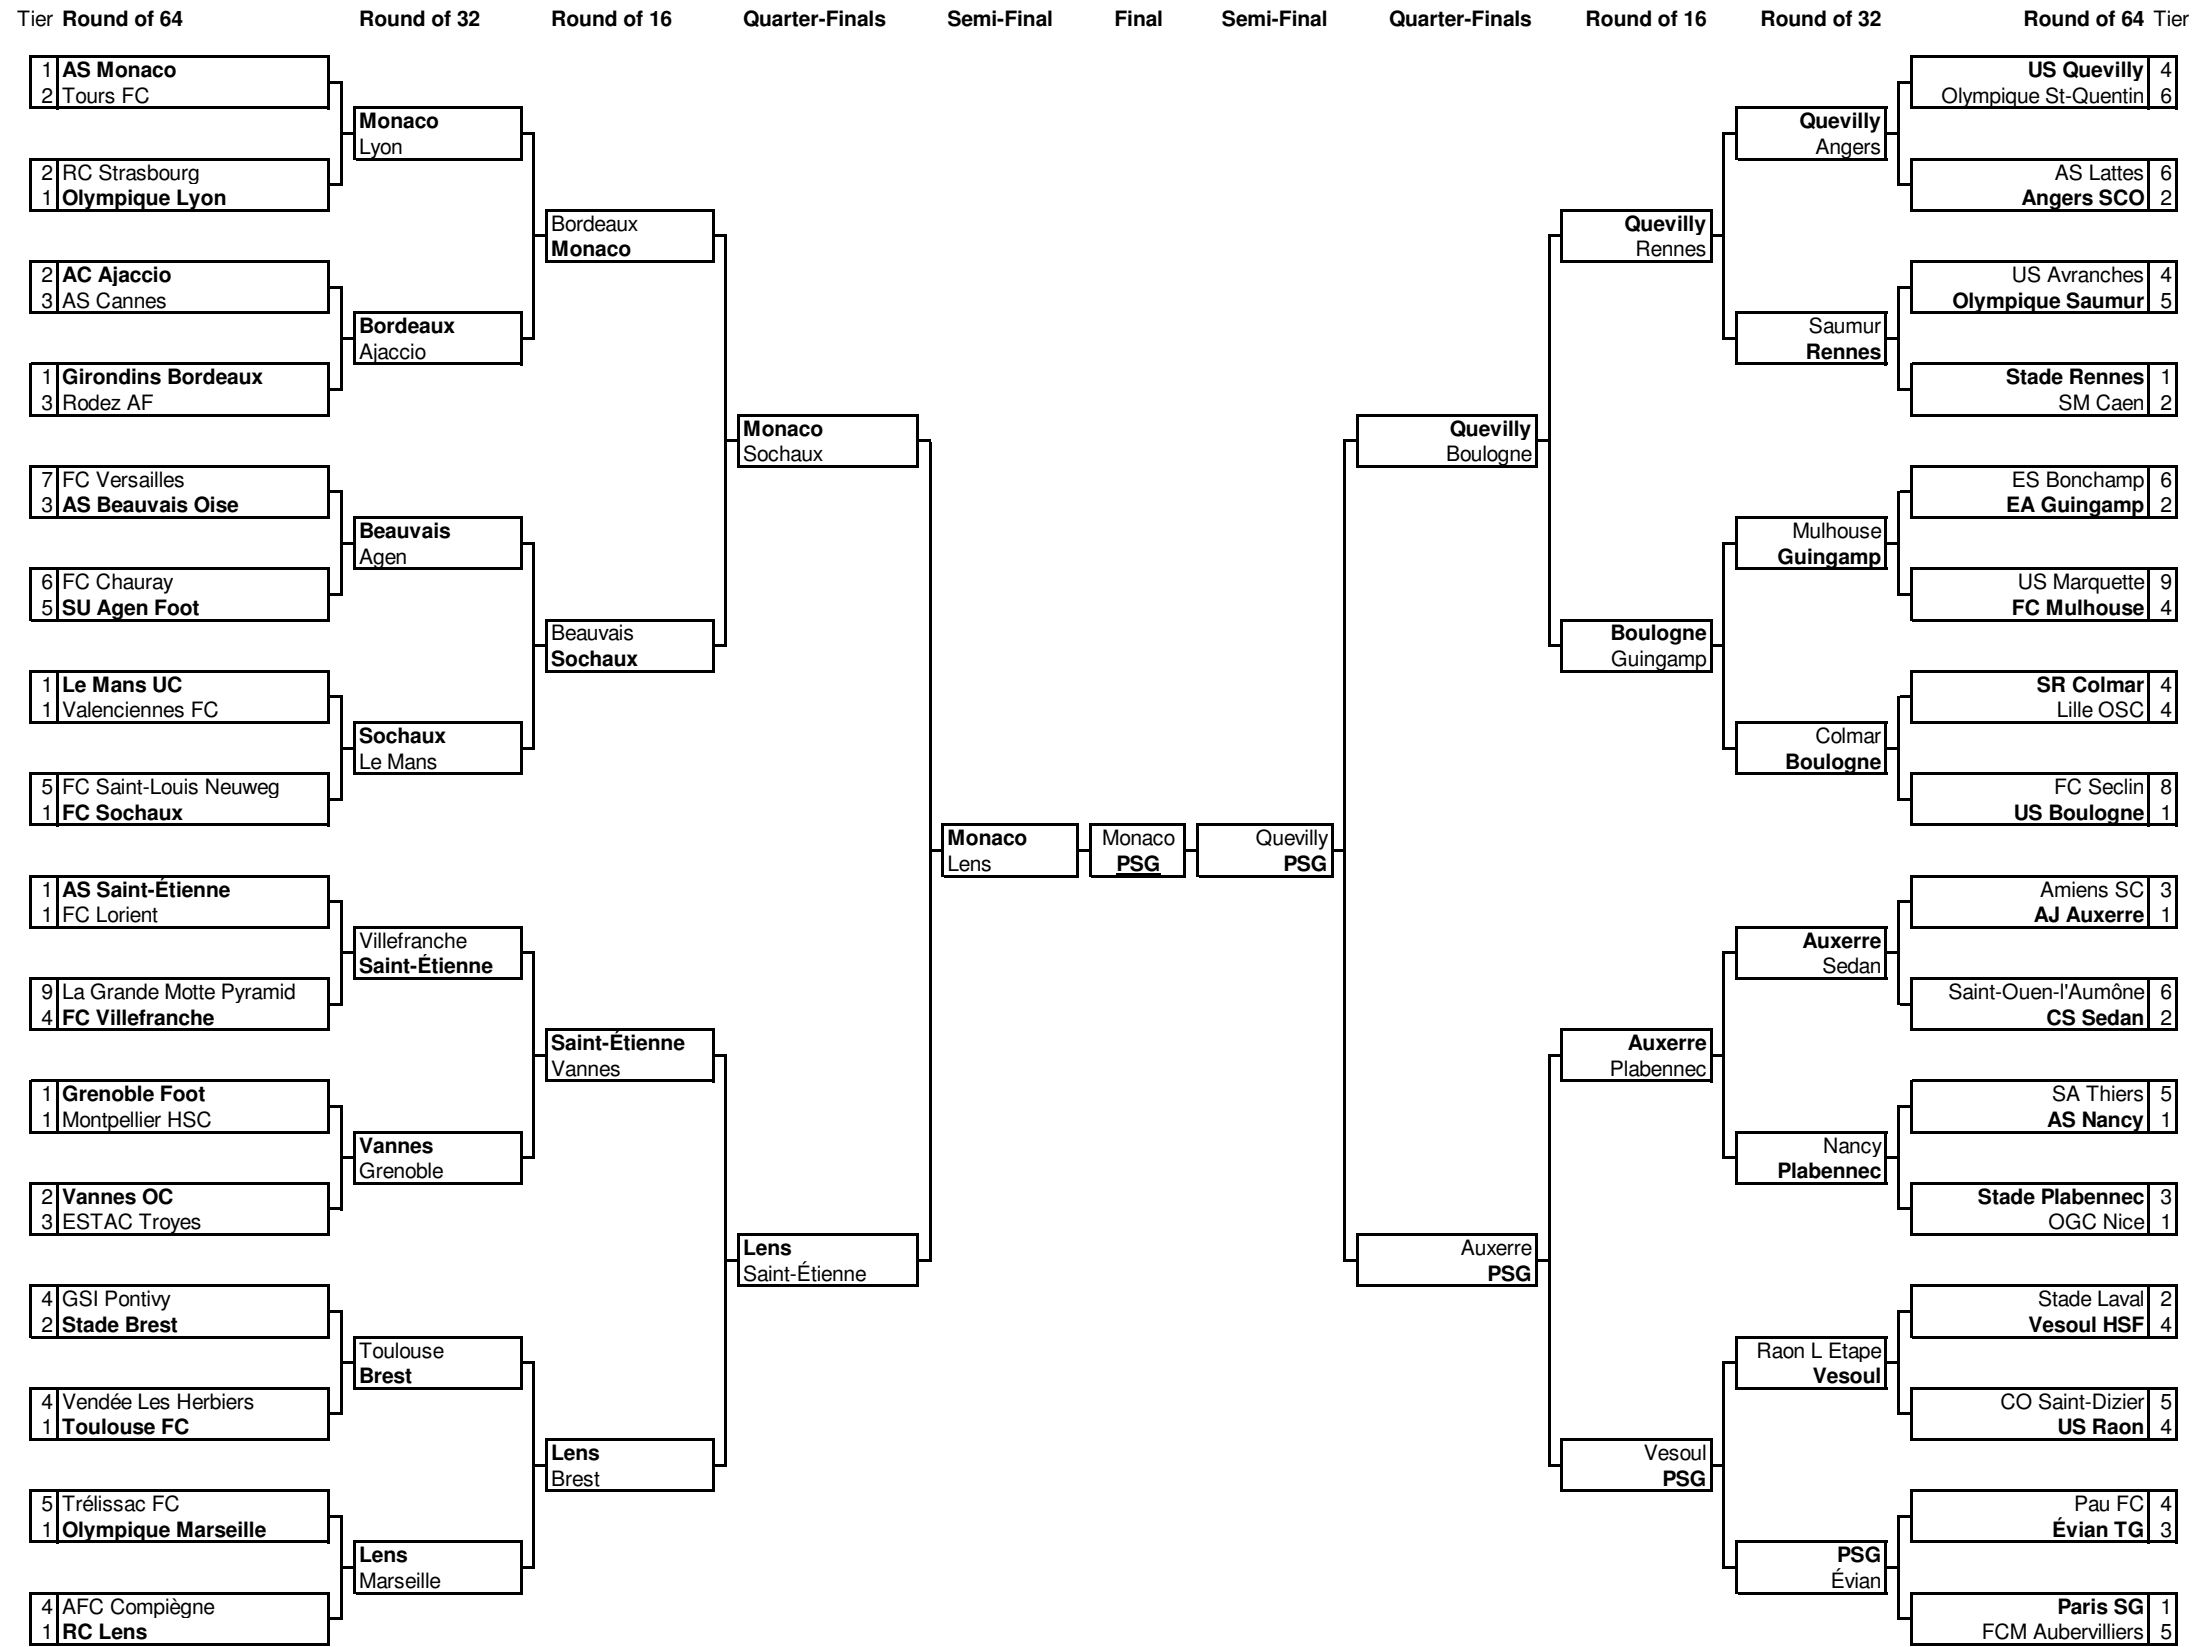 Tier Round of 64 Round of 32 Round of 16 Quarter-Finals Semi-Final Final Semi-Final Quarter-Finals Round of 16 Round of 32 Round of 64 Tier
1 AS Monaco
2 Tours FC
2 RC Strasbourg
1 Olympique Lyon
2 AC Ajaccio
3 AS Cannes
1 Girondins Bordeaux
3 Rodez AF
7 FC Versailles
3 AS Beauvais Oise
6 FC Chauray
5 SU Agen Foot
1 Le Mans UC
1 Valenciennes FC
5 FC Saint-Louis Neuweg
1 FC Sochaux
1 AS Saint-Étienne
1 FC Lorient
9 La Grande Motte Pyramid
4 FC Villefranche
1 Grenoble Foot
1 Montpellier HSC
2 Vannes OC
3 ESTAC Troyes
4 GSI Pontivy
2 Stade Brest
4 Vendée Les Herbiers
1 Toulouse FC
5 Trélissac FC
1 Olympique Marseille
4 AFC Compiègne
1 RC Lens
Monaco
Lyon
Bordeaux
Ajaccio
Beauvais
Agen
Sochaux
Le Mans
Villefranche
Saint-Étienne
Vannes
Grenoble
Toulouse
Brest
Lens
Marseille
Bordeaux
Monaco
Beauvais
Sochaux
Saint-Étienne
Vannes
Lens
Brest
Monaco
Sochaux
Lens
Saint-Étienne
Monaco
Lens
Monaco
PSG
Quevilly
PSG
Quevilly
Boulogne
Auxerre
PSG
Quevilly
Rennes
Boulogne
Guingamp
Auxerre
Plabennec
Vesoul
PSG
Quevilly
Angers
Saumur
Rennes
Mulhouse
Guingamp
Colmar
Boulogne
Auxerre
Sedan
Nancy
Plabennec
Raon L Etape
Vesoul
PSG
Évian
US Quevilly 4
Olympique St-Quentin 6
AS Lattes 6
Angers SCO 2
US Avranches 4
Olympique Saumur 5
Stade Rennes 1
SM Caen 2
ES Bonchamp 6
EA Guingamp 2
US Marquette 9
FC Mulhouse 4
SR Colmar 4
Lille OSC 4
FC Seclin 8
US Boulogne 1
Amiens SC 3
AJ Auxerre 1
Saint-Ouen-l'Aumône 6
CS Sedan 2
SA Thiers 5
AS Nancy 1
Stade Plabennec 3
OGC Nice 1
Stade Laval 2
Vesoul HSF 4
CO Saint-Dizier 5
US Raon 4
Pau FC 4
Évian TG 3
Paris SG 1
FCM Aubervilliers 5